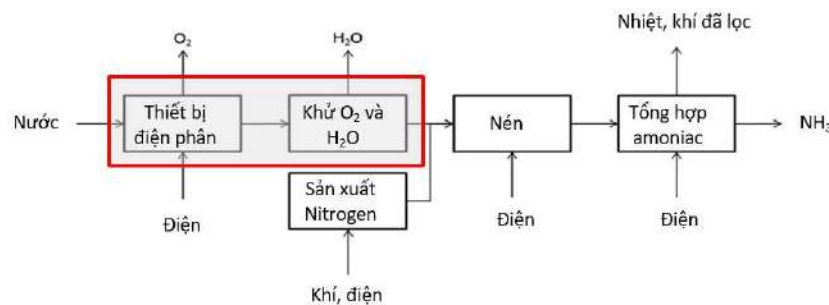 Nhiệt, khí đã lọc
O₂
H₂O
Nước
Thiết bị
điện phân
Khử O₂ và
H₂O
Nén
Tổng hợp
amoniac
NH₃
Sản xuất
Nitrogen
Điện
Điện
Điện
Khí, điện